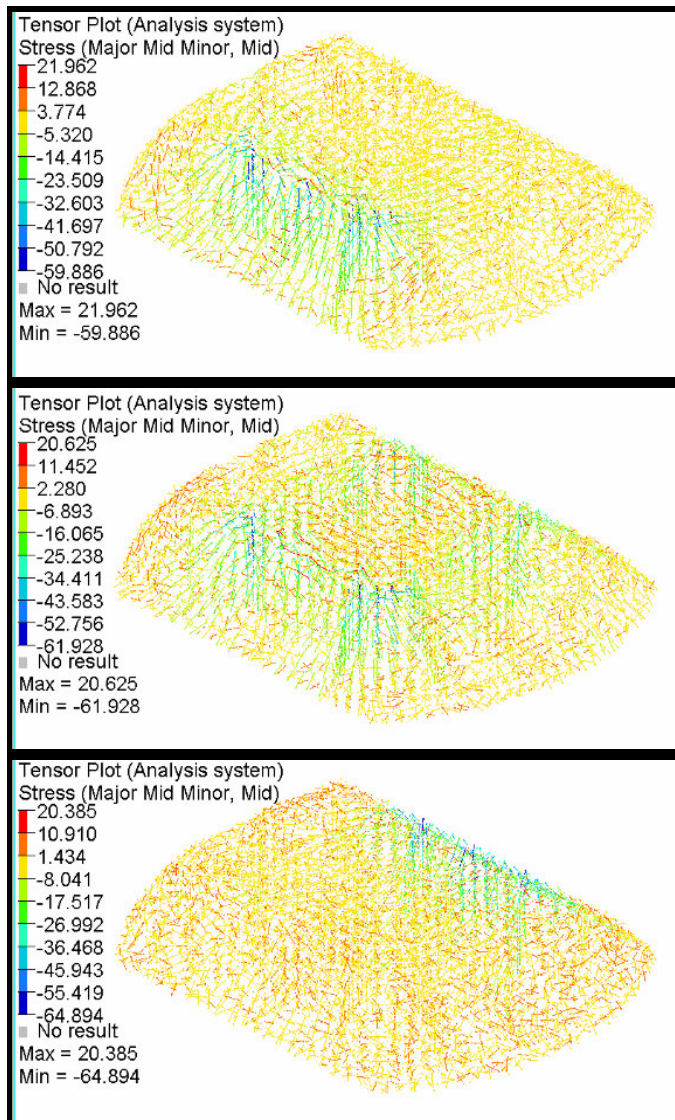 Tensor Plot (Analysis system)
Stress (Major Mid Minor, Mid)
21.962
12.868
3.774
-5.320
-14.415
-23.509
-32.603
-41.697
-50.792
-59.886
No result
Max = 21.962
Min = -59.886
Tensor Plot (Analysis system)
Stress (Major Mid Minor, Mid)
20.625
11.452
2.280
-6.893
-16.065
-25.238
-34.411
-43.583
-52.756
-61.928
No result
Max = 20.625
Min = -61.928
Tensor Plot (Analysis system)
Stress (Major Mid Minor, Mid)
20.385
10.910
1.434
-8.041
-17.517
-26.992
-36.468
-45.943
-55.419
-64.894
No result
Max = 20.385
Min = -64.894